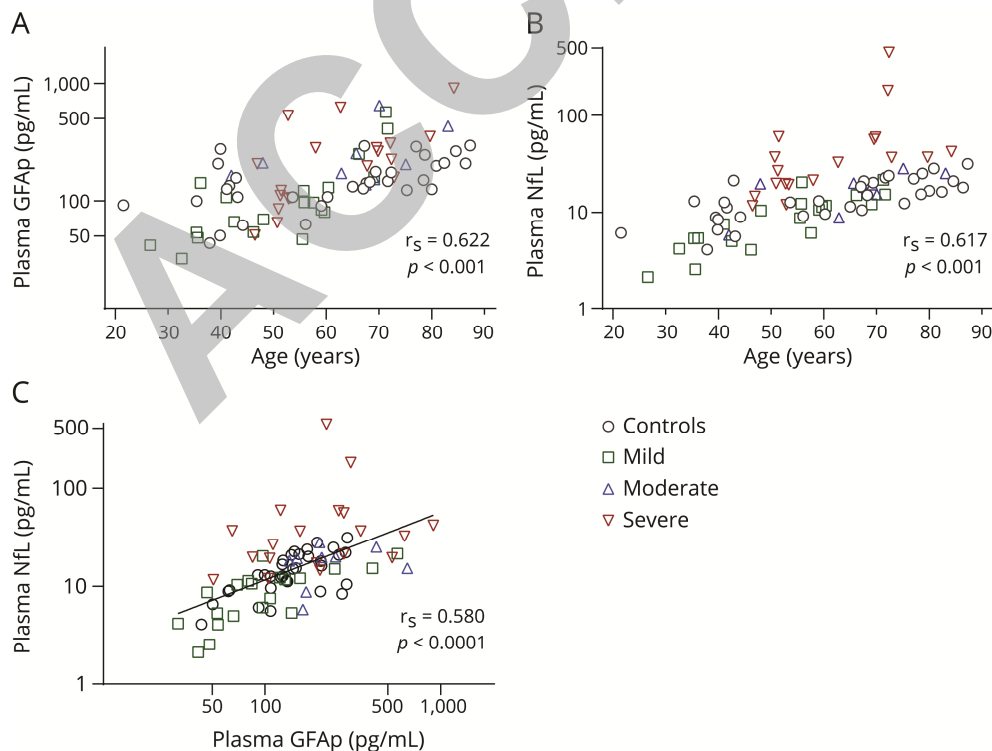 A
Plasma GFAp (pg/mL)
1,000
500
100
50
20 30 40 50 60 70 80 90
Age (years)
rs = 0.622
p < 0.001
B
Plasma NfL (pg/mL)
500
100
10
1
20 30 40 50 60 70 80 90
Age (years)
rs = 0.617
p < 0.001
C
Plasma NfL (pg/mL)
500
100
10
1
50 100 500 1,000
Plasma GFAp (pg/mL)
rs = 0.580
p < 0.0001
Controls
Mild
Moderate
Severe
ACC